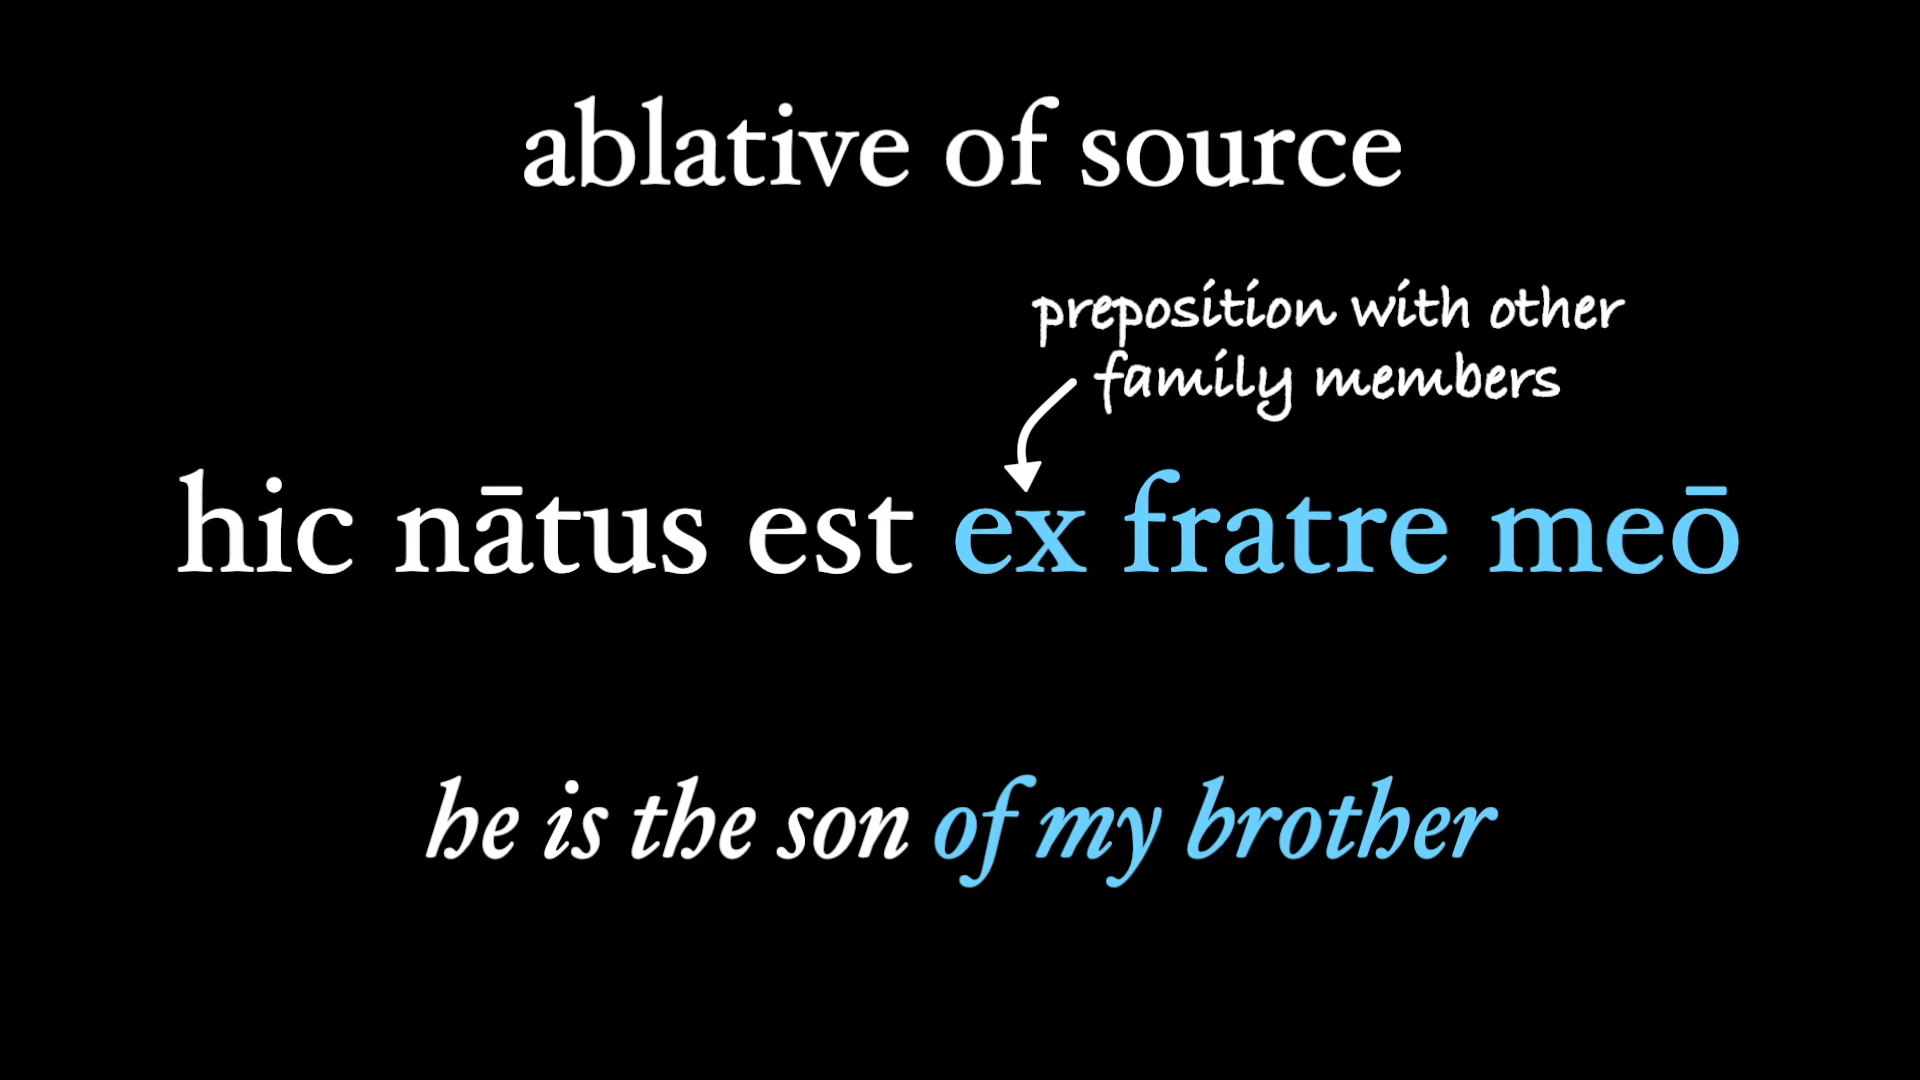 ablative of source
preposition with other
family members
hic nātus est ex fratre meō
he is the son of my brother